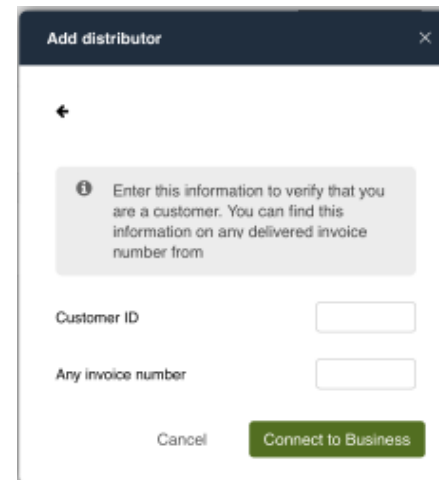 Add distributor
Enter this information to verify that you
are a customer. You can find this
information on any delivered invoice
number from
Customer ID
Any invoice number
Cancel
Connect to Business